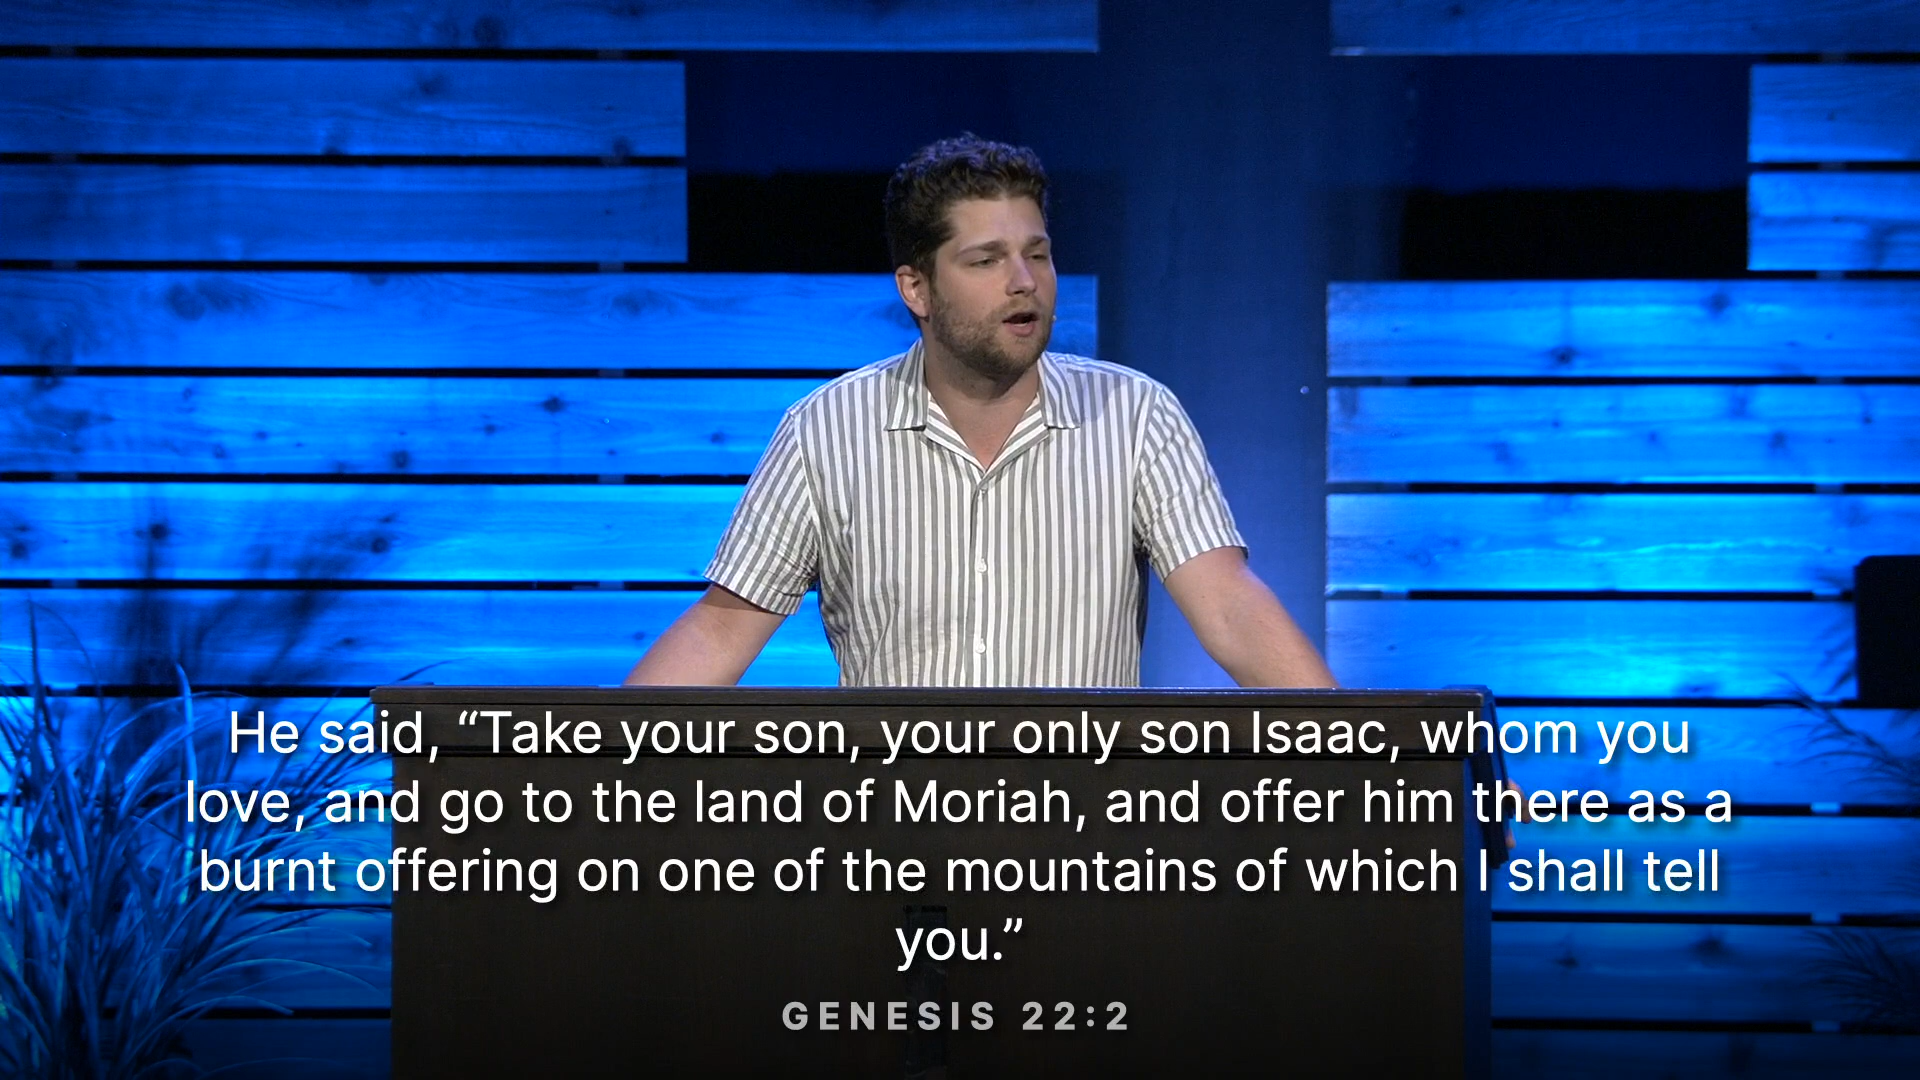 He said, “Take your son, your only son Isaac, whom you
love, and go to the land of Moriah, and offer him there as a
burnt offering on one of the mountains of which I shall tell
you.”
GENESIS 22:2